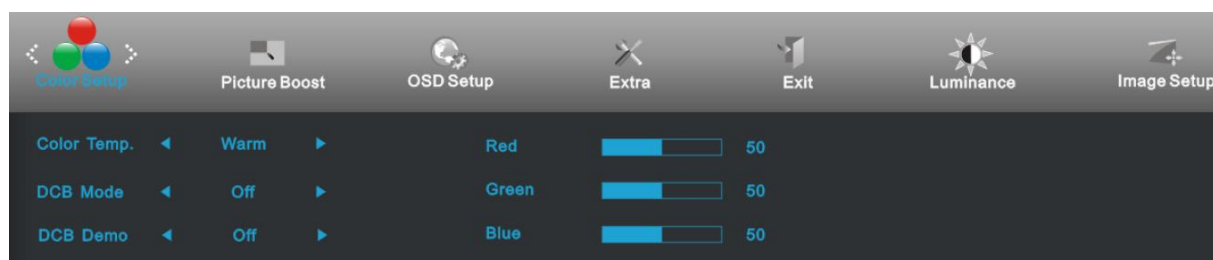 Color Setup
Picture Boost
OSD Setup
Extra
Exit
Luminance
Image Setup
Color Temp. Warm Red 50
DCB Mode Off Green 50
DCB Demo Off Blue 50